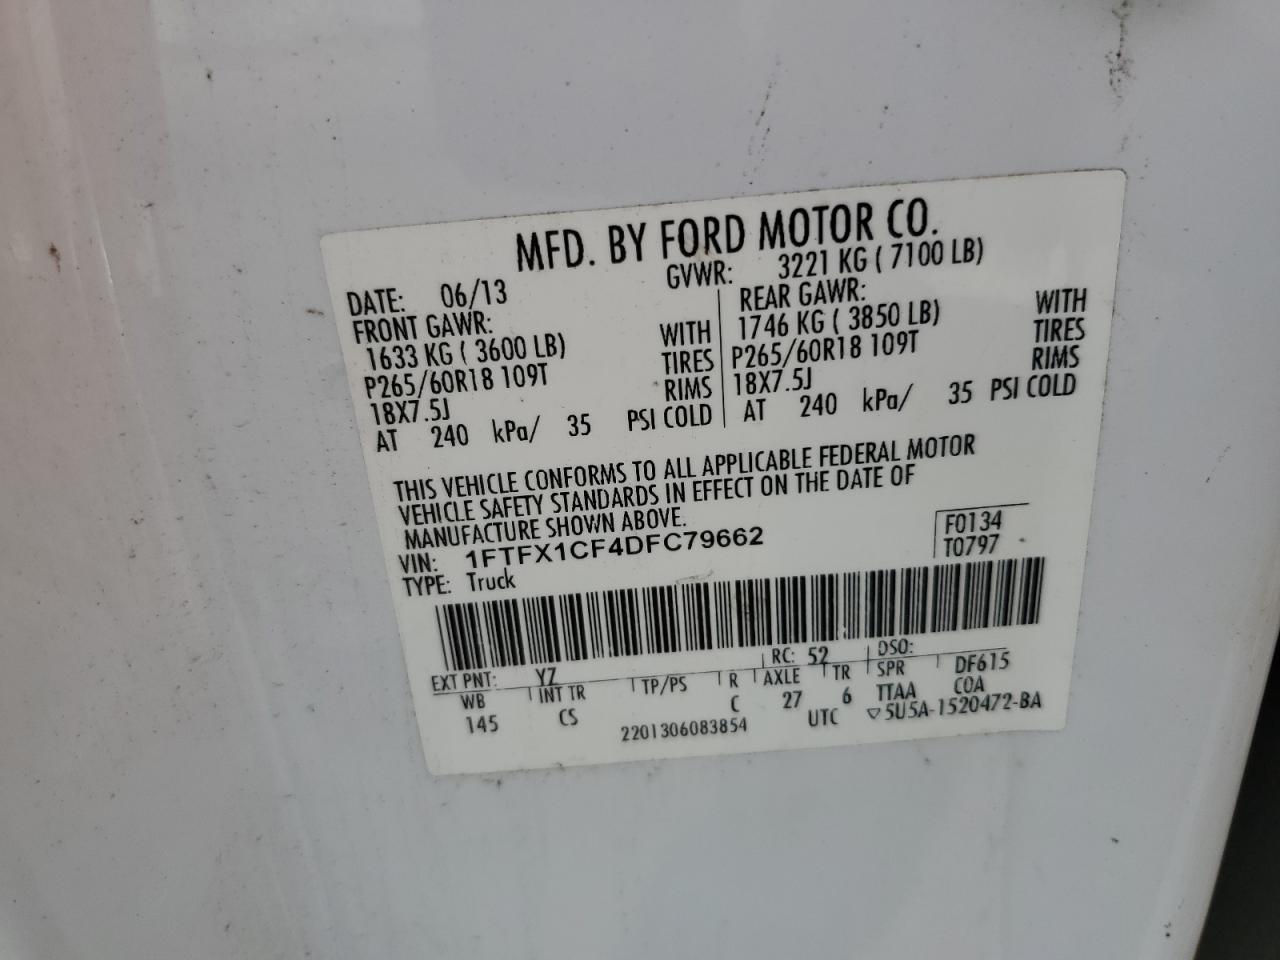 MFD. BY FORD MOTOR CO.
DATE: 06/13 GVWR: 3221 KG ( 7100 LB)
FRONT GAWR: REAR GAWR:
1633 KG ( 3600 LB) WITH 1746 KG ( 3850 LB) WITH
P265/60R18 109T TIRES P265/60R18 109T TIRES
18X7.5J RIMS 18X7.5J RIMS
AT 240 kPa/ 35 PSI COLD AT 240 kPa/ 35 PSI COLD
THIS VEHICLE CONFORMS TO ALL APPLICABLE FEDERAL MOTOR
VEHICLE SAFETY STANDARDS IN EFFECT ON THE DATE OF
MANUFACTURE SHOWN ABOVE.
VIN: 1FTFX1CF4DFC79662 F0134
TYPE: Truck T0797
EXT PNT: YZ RC: 52 DSO:
WB INT TR TP/PS R AXLE TR SPR DF615
145 CS C 27 6 TTAA COA
2201306083854 UTC ▽5U5A-1520472-BA